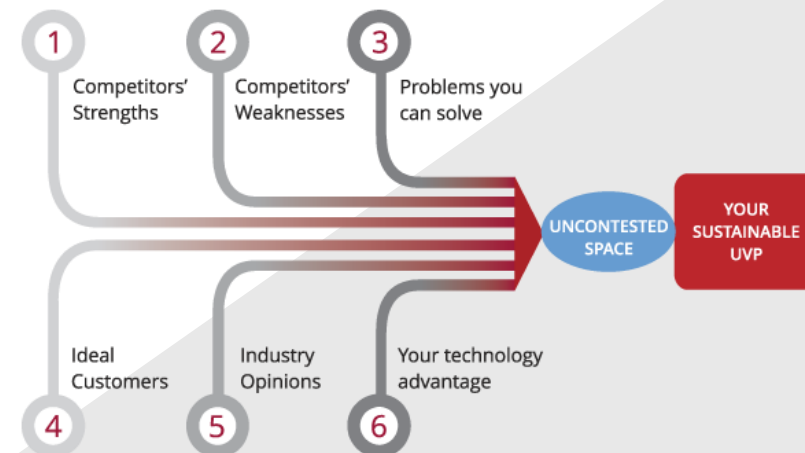 1
Competitors’
Strengths
2
Competitors’
Weaknesses
3
Problems you
can solve
UNCONTESTED
SPACE
YOUR
SUSTAINABLE
UVP
Ideal
Customers
4
Industry
Opinions
5
Your technology
advantage
6